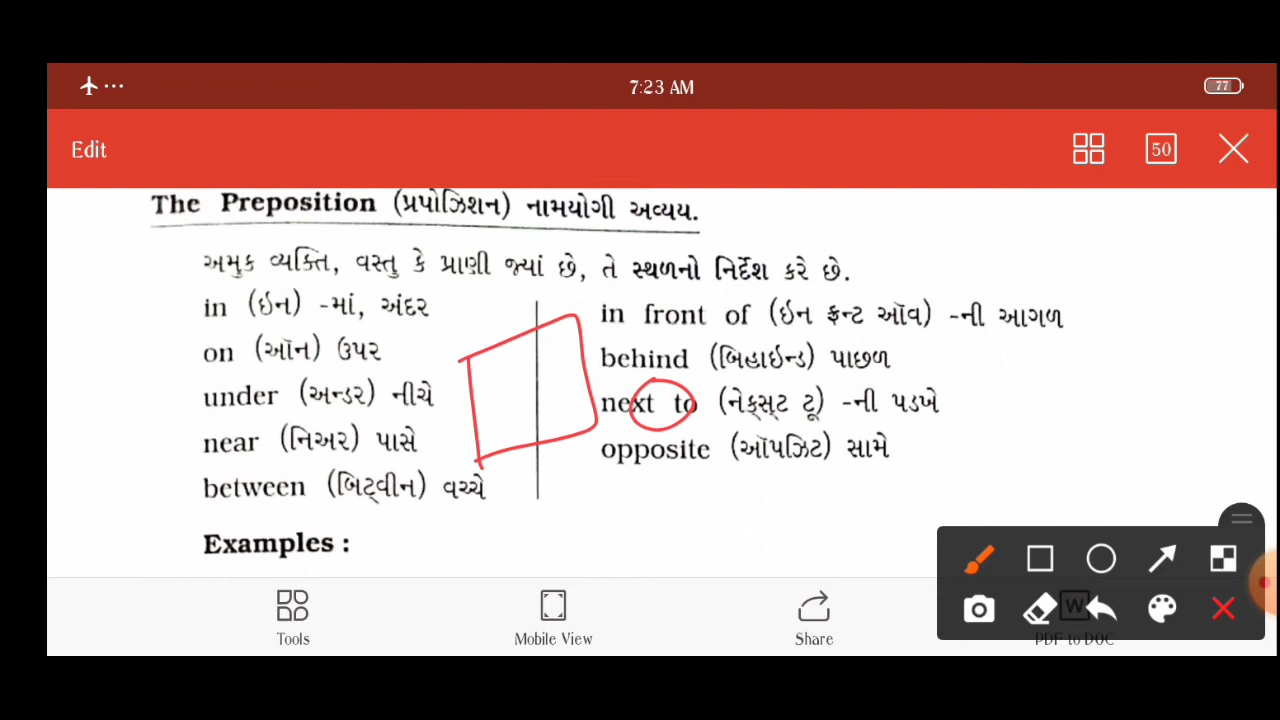 7:23 AM
77
Edit
50
The Preposition (પ્રપોઝિશન) નામયોગી અવ્યય.
અમુક વ્યક્તિ, વસ્તુ કે પ્રાણી જ્યાં છે, તે સ્થળનો નિર્દેશ કરે છે.
in (ઇન) -માં, અંદર
on (ઑન) ઉપર
under (અન્ડર) નીચે
near (નિઅર) પાસે
between (બિટ્વીન) વચ્ચે
in front of (ઇન ફ્રન્ટ ઑવ) -ની આગળ
behind (બિહાઇન્ડ) પાછળ
next to (નેક્સ્ટ ટૂ) -ની પડખે
opposite (ઑપઝિટ) સામે
Examples :
Tools
Mobile View
Share
PDF to DOC